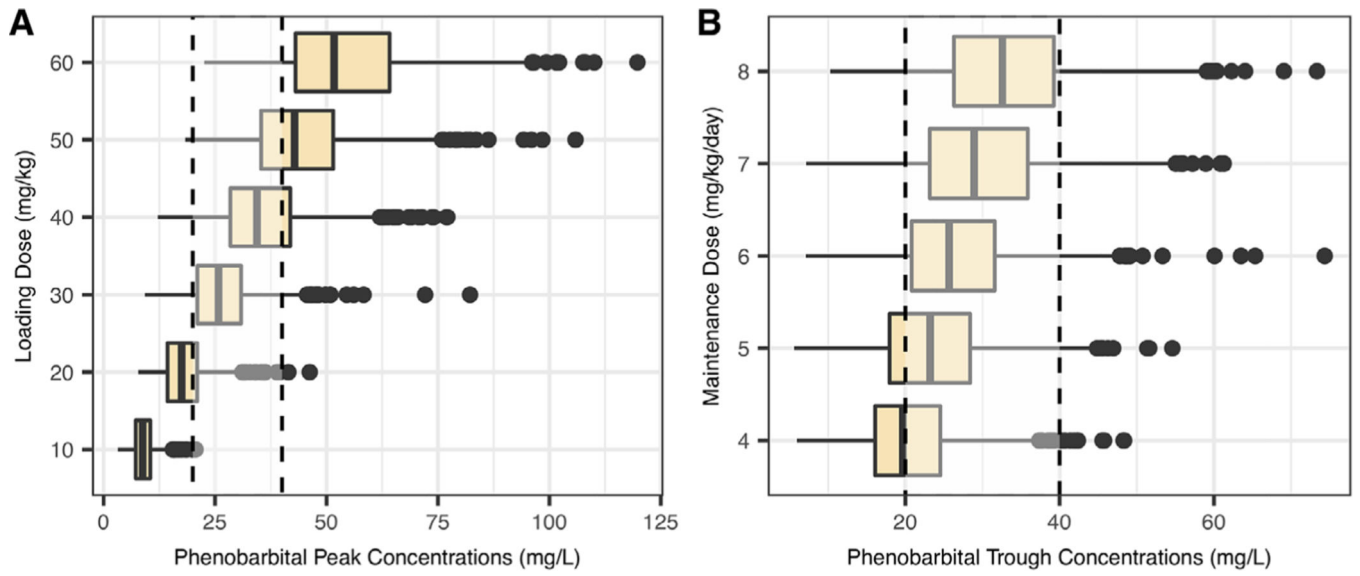 A
Loading Dose (mg/kg)
60
50
40
30
20
10
0 25 50 75 100 125
Phenobarbital Peak Concentrations (mg/L)
B
Maintenance Dose (mg/kg/day)
8
7
6
5
4
20 40 60
Phenobarbital Trough Concentrations (mg/L)